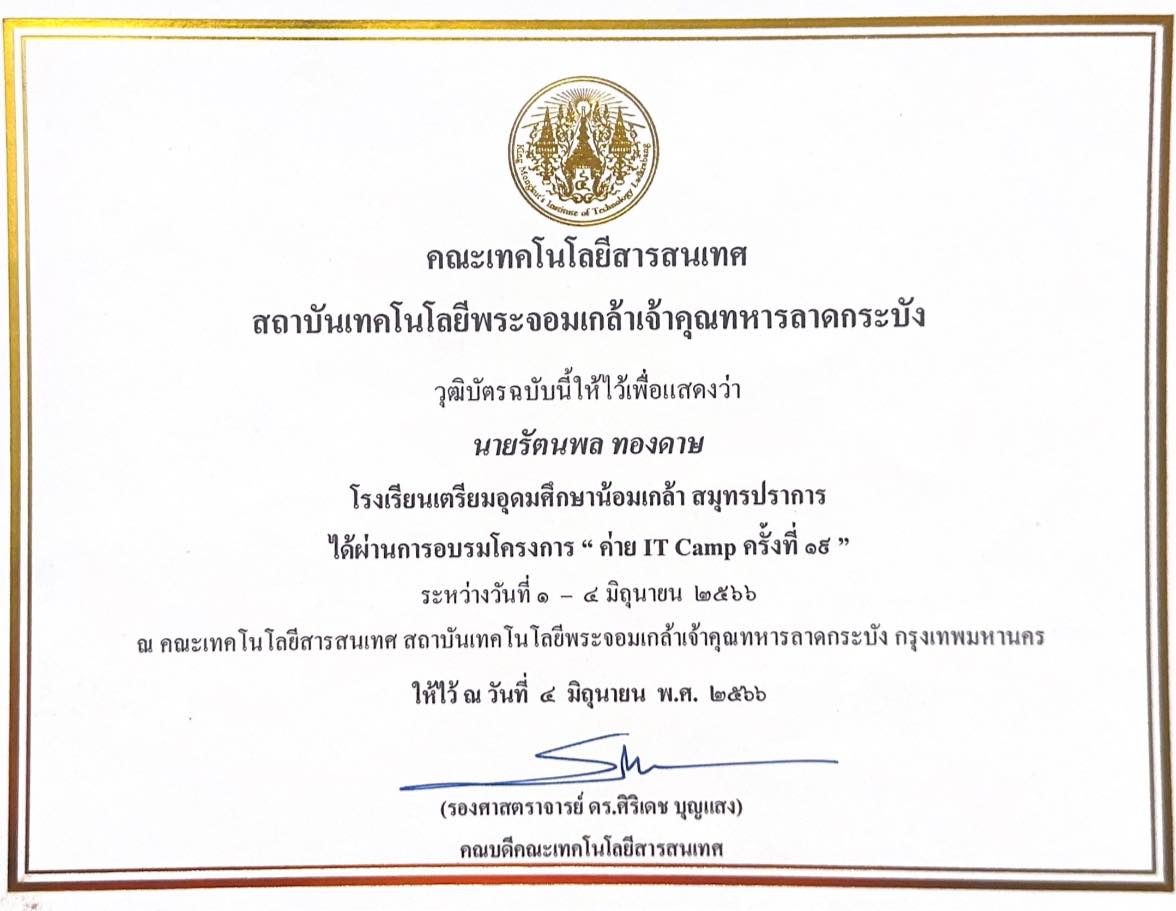 King Mongkut's Institute of Technology Ladkrabang
คณะเทคโนโลยีสารสนเทศ
สถาบันเทคโนโลยีพระจอมเกล้าเจ้าคุณทหารลาดกระบัง
วุฒิบัตรฉบับนี้ให้ไว้เพื่อแสดงว่า
นายรัตนพล ทองดาษ
โรงเรียนเตรียมอุดมศึกษาน้อมเกล้า สมุทรปราการ
ได้ผ่านการอบรมโครงการ “ ค่าย IT Camp ครั้งที่ ๑๙ ”
ระหว่างวันที่ ๑ – ๔ มิถุนายน ๒๕๖๖
ณ คณะเทคโนโลยีสารสนเทศ สถาบันเทคโนโลยีพระจอมเกล้าเจ้าคุณทหารลาดกระบัง กรุงเทพมหานคร
ให้ไว้ ณ วันที่ ๔ มิถุนายน พ.ศ. ๒๕๖๖
(รองศาสตราจารย์ ดร.ศิริเดช บุญแสง)
คณบดีคณะเทคโนโลยีสารสนเทศ